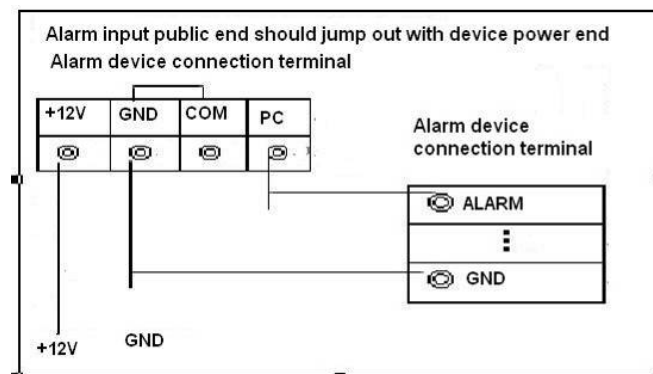 Alarm input public end should jump out with device power end
Alarm device connection terminal
+12V GND COM PC
Alarm device
connection terminal
ALARM
GND
+12V GND